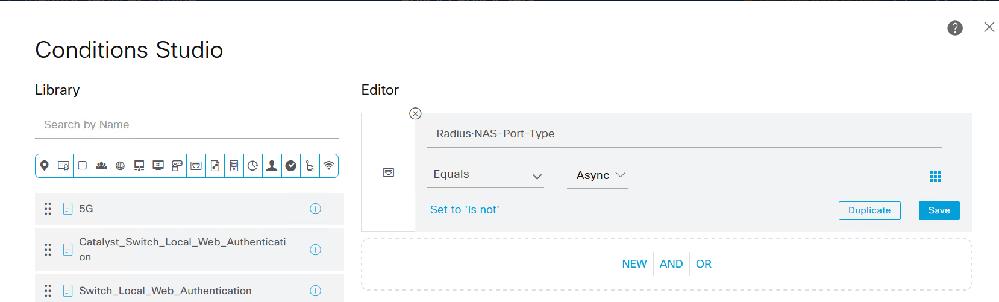 Conditions Studio
Library
Search by Name
5G
Catalyst_Switch_Local_Web_Authenticati
on
Switch_Local_Web_Authentication
Editor
Radius·NAS-Port-Type
Equals
Async
Set to 'Is not'
Duplicate
Save
NEW
AND
OR